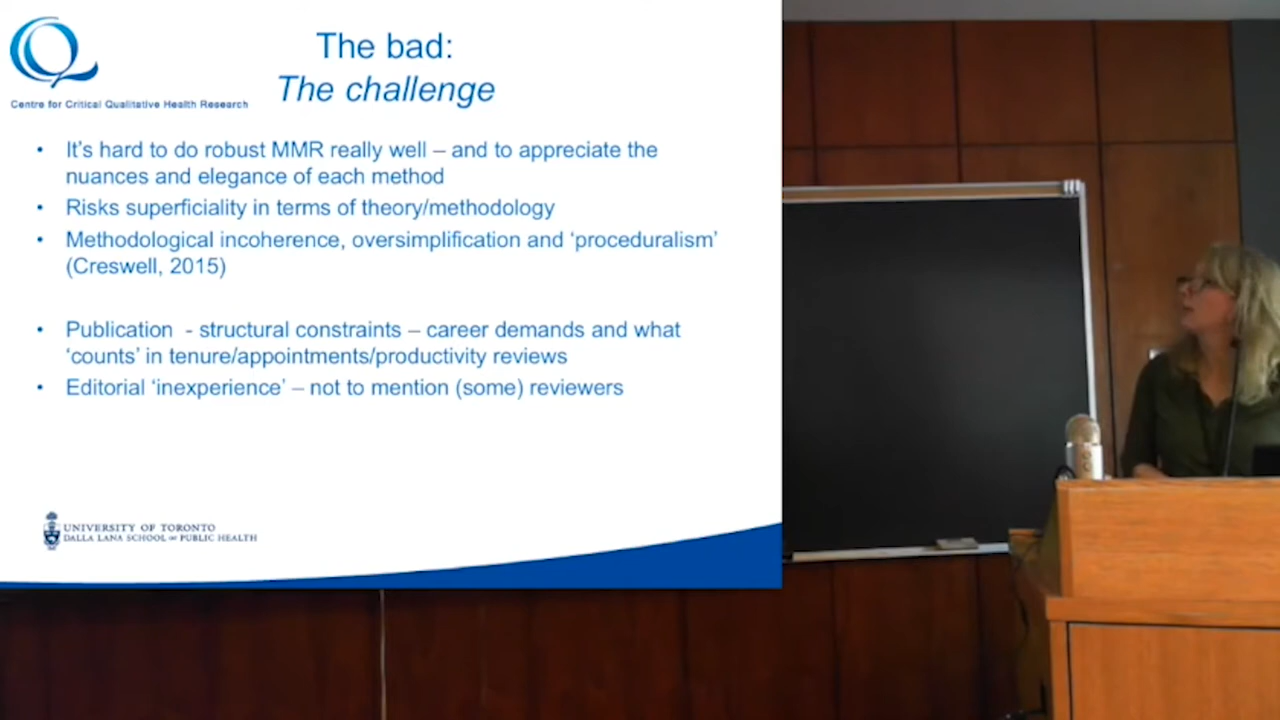 The bad:
The challenge
Centre for Critical Qualitative Health Research
• It's hard to do robust MMR really well – and to appreciate the
nuances and elegance of each method
• Risks superficiality in terms of theory/methodology
• Methodological incoherence, oversimplification and 'proceduralism'
(Creswell, 2015)
• Publication - structural constraints – career demands and what
'counts' in tenure/appointments/productivity reviews
• Editorial 'inexperience' – not to mention (some) reviewers
UNIVERSITY OF TORONTO
DALLA LANA SCHOOL OF PUBLIC HEALTH